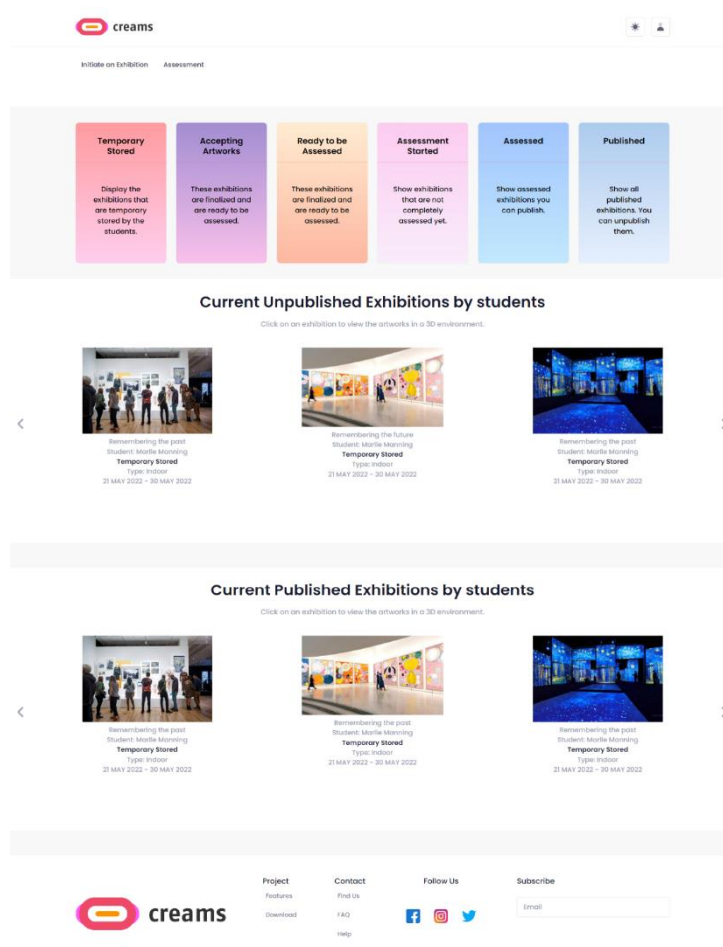 creams
Initiate an Exhibition Assessment
Temporary
Stored
Display the
exhibitions that
are temporary
stored by the
students.
Accepting
Artworks
These exhibitions
are finalized and
are ready to be
assessed.
Ready to be
Assessed
These exhibitions
are finalized and
are ready to be
assessed.
Assessment
Started
Show exhibitions
that are not
completely
assessed yet.
Assessed
Show assessed
exhibitions you
can publish.
Published
Show all
published
exhibitions. You
can unpublish
them.
Current Unpublished Exhibitions by students
Click on an exhibition to view the artworks in a 3D environment.
Remembering the past
Student: Marlie Manning
Temporary Stored
Type: Indoor
21 MAY 2022 - 30 MAY 2022
Remembering the future
Student: Marlie Manning
Temporary Stored
Type: Indoor
21 MAY 2022 - 30 MAY 2022
Remembering the past
Student: Marlie Manning
Temporary Stored
Type: Indoor
21 MAY 2022 - 30 MAY 2022
Current Published Exhibitions by students
Click on an exhibition to view the artworks in a 3D environment.
Remembering the past
Student: Marlie Manning
Temporary Stored
Type: Indoor
21 MAY 2022 - 30 MAY 2022
Remembering the past
Student: Marlie Manning
Temporary Stored
Type: Indoor
21 MAY 2022 - 30 MAY 2022
Remembering the past
Student: Marlie Manning
Temporary Stored
Type: Indoor
21 MAY 2022 - 30 MAY 2022
creams
Project
Features
Download
Contact
Find Us
FAQ
Help
Follow Us
Subscribe
Email